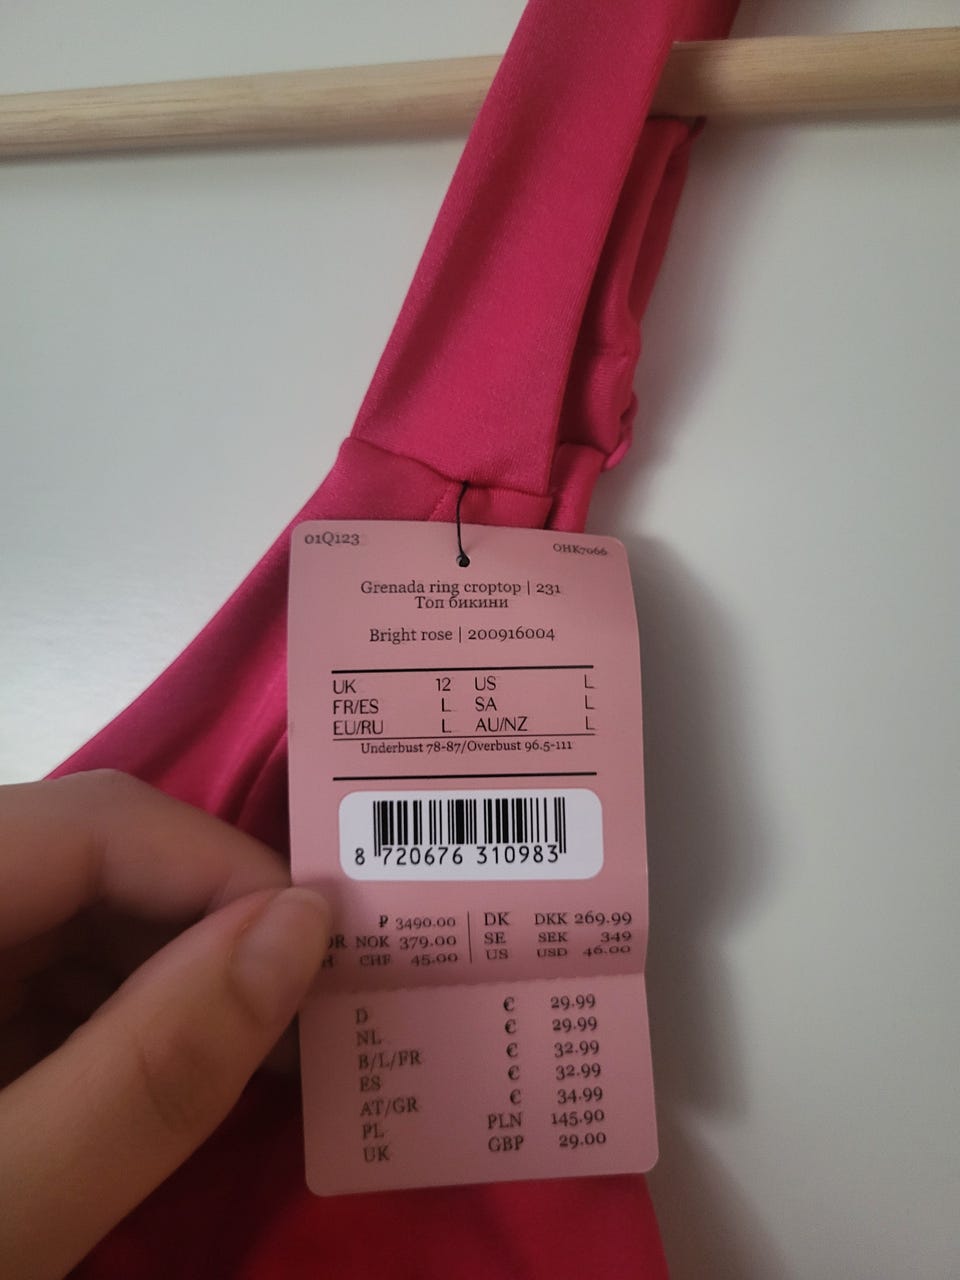 01Q123
OHK7066
Grenada ring croptop | 231
Топ бикини
Bright rose | 200916004
UK 12 US L
FR/ES L SA L
EU/RU L AU/NZ L
Underbust 78-87/Overbust 96.5-111
8 720676 310983
₽ 3490.00 | DK DKK 269.99
OR NOK 379.00 | SE SEK 349
H CHF 45.00 | US USD 46.00
D € 29.99
NL € 29.99
B/L/FR € 32.99
ES € 32.99
AT/GR € 34.99
PL PLN 145.90
UK GBP 29.00